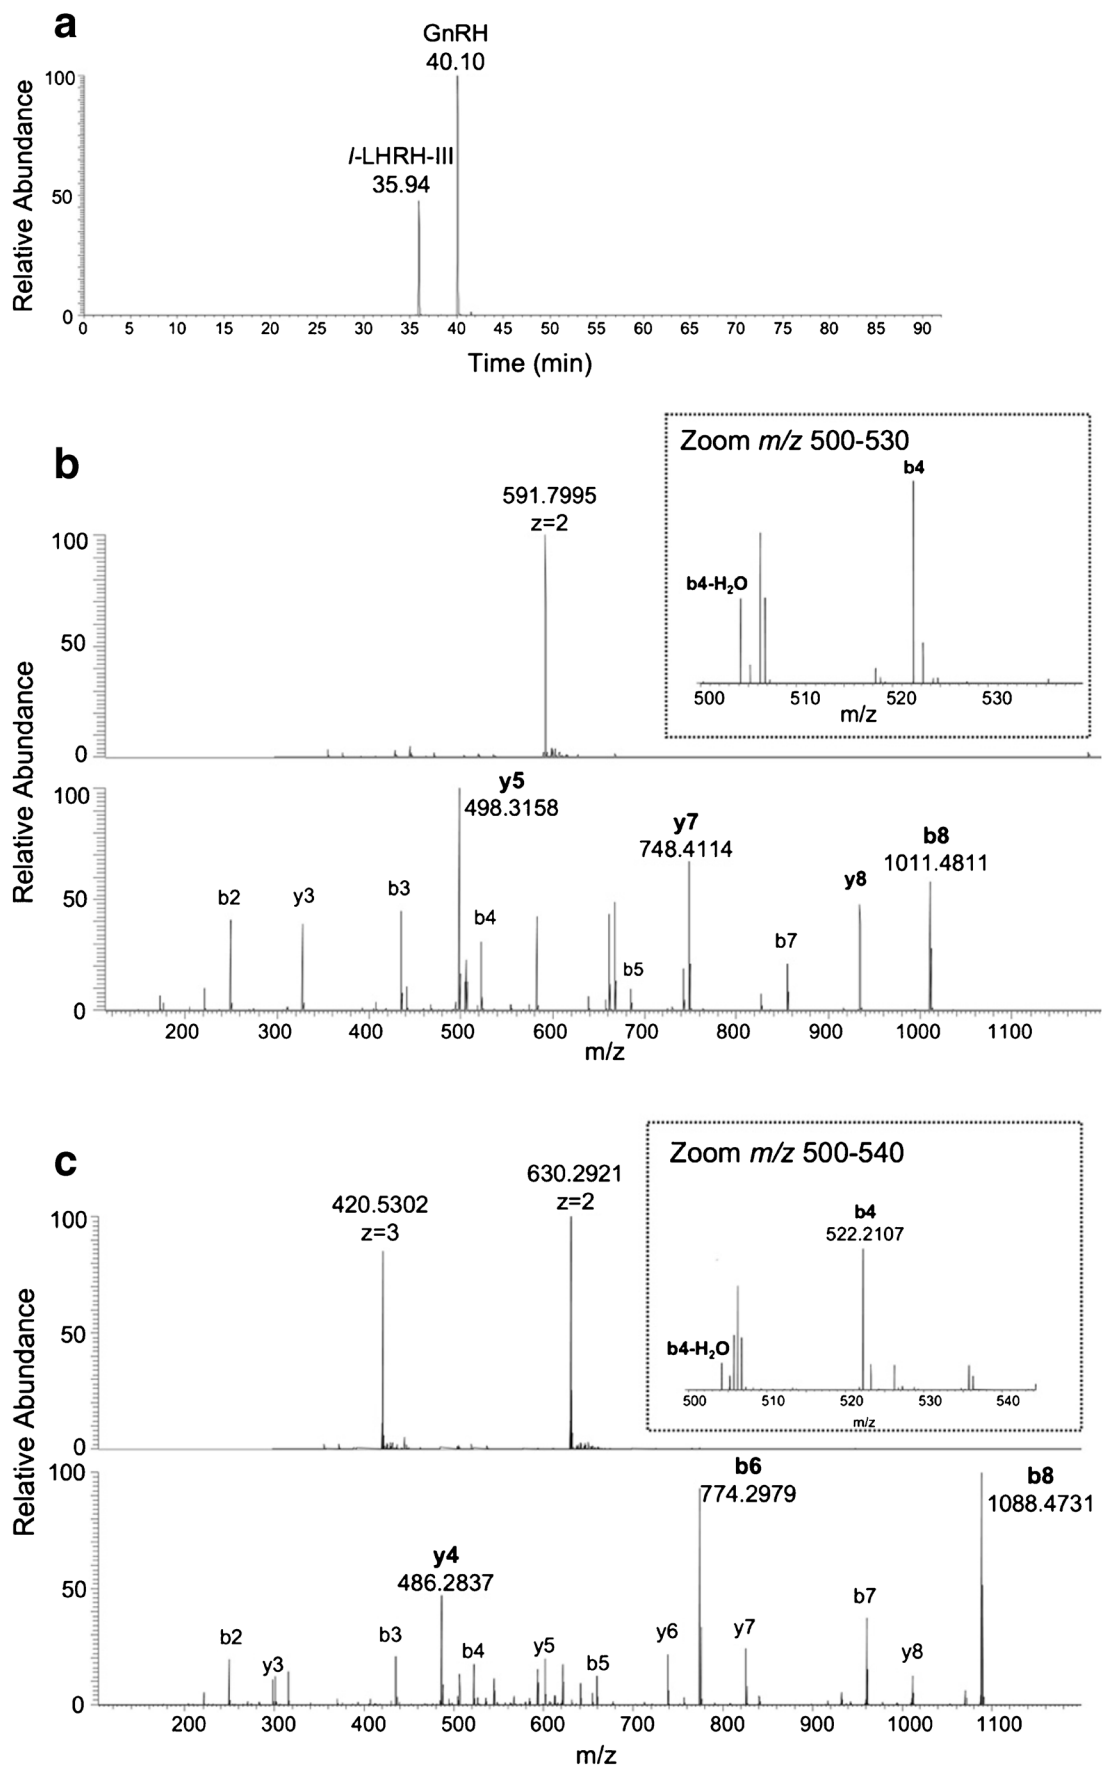 a
GnRH
40.10
l-LHRH-III
35.94
Relative Abundance
100
50
0
0 5 10 15 20 25 30 35 40 45 50 55 60 65 70 75 80 85 90
Time (min)
b
591.7995
z=2
100
50
0
Zoom m/z 500-530
b4
b4-H₂O
500 510 520 530
m/z
Relative Abundance
y5
498.3158
y7
748.4114
b8
1011.4811
y8
b2
y3
b3
b4
b5
b7
100
50
0
200 300 400 500 600 700 800 900 1000 1100
m/z
c
420.5302
z=3
630.2921
z=2
100
50
0
Zoom m/z 500-540
b4
522.2107
b4-H₂O
500 510 520 530 540
m/z
Relative Abundance
b6
774.2979
b8
1088.4731
y4
486.2837
b2
y3
b3
b4
y5
b5
y6
y7
b7
y8
100
50
0
200 300 400 500 600 700 800 900 1000 1100
m/z